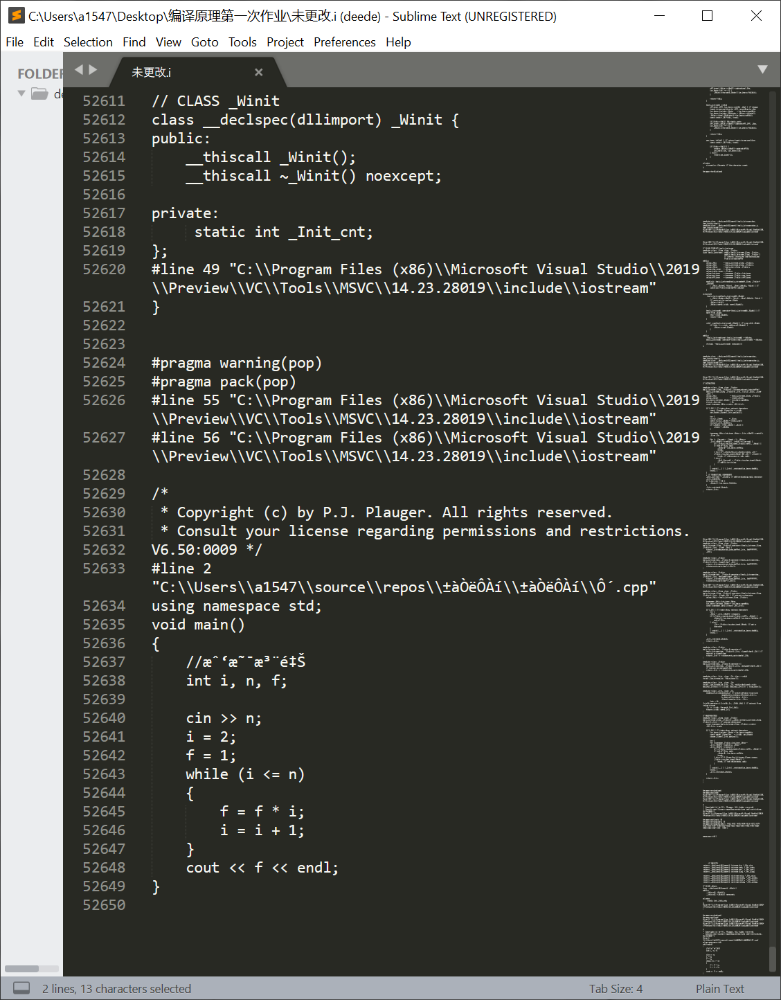 C:\Users\a1547\Desktop\编译原理第一次作业\未更改.i (deede) - Sublime Text (UNREGISTERED)
File Edit Selection Find View Goto Tools Project Preferences Help
FOLDER
de
未更改.i
52611 // CLASS _Winit
52612 class __declspec(dllimport) _Winit {
52613 public:
52614     __thiscall _Winit();
52615     __thiscall ~_Winit() noexcept;
52616
52617 private:
52618      static int _Init_cnt;
52619 };
52620 #line 49 "C:\\Program Files (x86)\\Microsoft Visual Studio\\2019
\\Preview\\VC\\Tools\\MSVC\\14.23.28019\\include\\iostream"
52621 }
52622
52623
52624 #pragma warning(pop)
52625 #pragma pack(pop)
52626 #line 55 "C:\\Program Files (x86)\\Microsoft Visual Studio\\2019
\\Preview\\VC\\Tools\\MSVC\\14.23.28019\\include\\iostream"
52627 #line 56 "C:\\Program Files (x86)\\Microsoft Visual Studio\\2019
\\Preview\\VC\\Tools\\MSVC\\14.23.28019\\include\\iostream"
52628
52629 /*
52630  * Copyright (c) by P.J. Plauger. All rights reserved.
52631  * Consult your license regarding permissions and restrictions.
52632 V6.50:0009 */
52633 #line 2
"C:\\Users\\a1547\\source\\repos\\±àÒëÔÀí\\±àÒëÔÀí\\Ô´.cpp"
52634 using namespace std;
52635 void main()
52636 {
52637     //æˆ‘æ˜¯æ³¨é‡Š
52638     int i, n, f;
52639
52640     cin >> n;
52641     i = 2;
52642     f = 1;
52643     while (i <= n)
52644     {
52645         f = f * i;
52646         i = i + 1;
52647     }
52648     cout << f << endl;
52649 }
52650
2 lines, 13 characters selected
Tab Size: 4
Plain Text